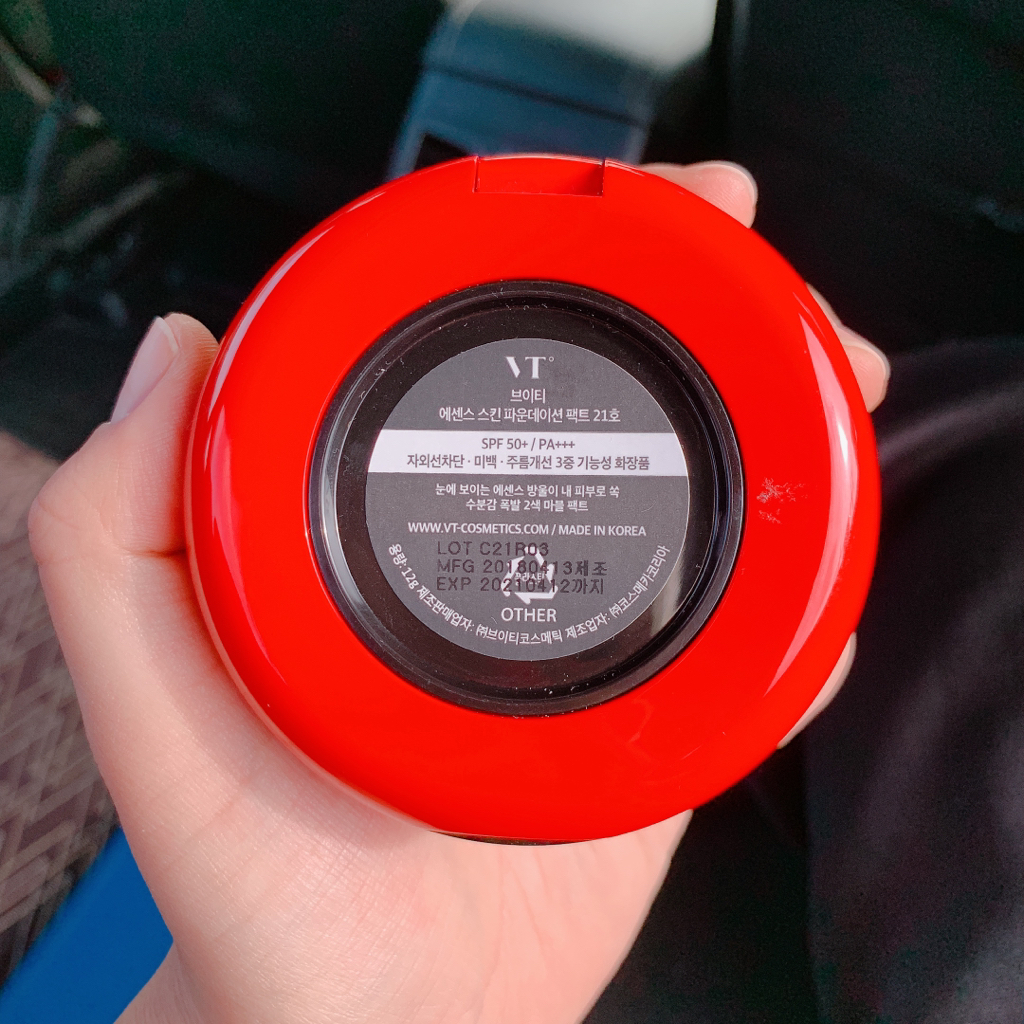 VT°
브이티
에센스 스킨 파운데이션 팩트 21호
SPF 50+ / PA+++
자외선차단 · 미백 · 주름개선 3중 기능성 화장품
눈에 보이는 에센스 방울이 내 피부로 쏙
수분감 폭발 2색 마블 팩트
WWW.VT-COSMETICS.COM / MADE IN KOREA
LOT C21R03
MFG 20180413제조
EXP 20210412까지
플라스틱
OTHER
용량: 12g 제조판매업자: ㈜브이티코스메틱 제조업자: ㈜코스메카코리아